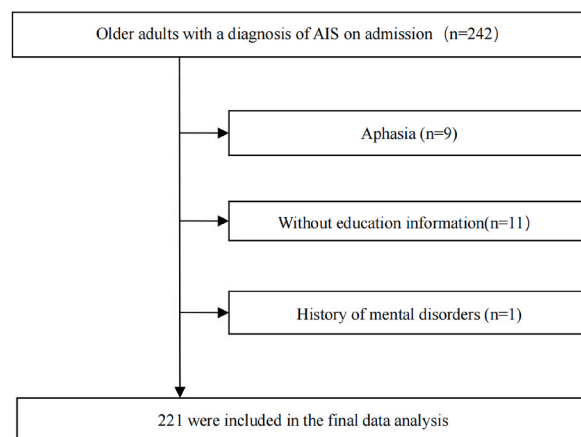 Older adults with a diagnosis of AIS on admission（n=242）
Aphasia (n=9)
Without education information(n=11）
History of mental disorders (n=1)
221 were included in the final data analysis